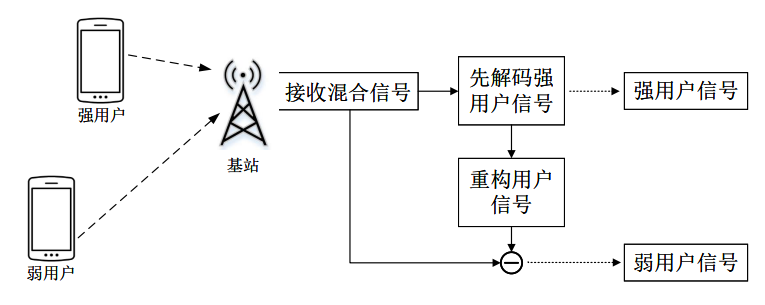 强用户
弱用户
基站
接收混合信号
先解码强
用户信号
强用户信号
重构用户
信号
弱用户信号